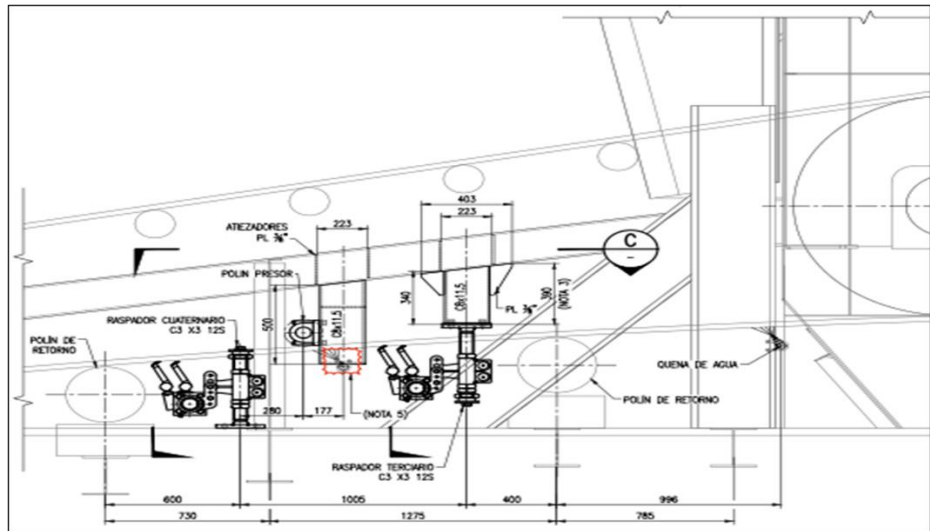 403
223
223
ATIEZADORES
PL ⅜"
C
-
POLIN PRESOR
340
C8x11.5
390
(NOTA 3)
C8x11.5
PL ⅜"
500
RASPADOR CUATERNARIO
C3 X3 12S
POLÍN DE
RETORNO
QUENA DE AGUA
POLÍN DE RETORNO
280
177
(NOTA 5)
RASPADOR TERCIARIO
C3 X3 12S
600
1005
400
996
730
1275
785